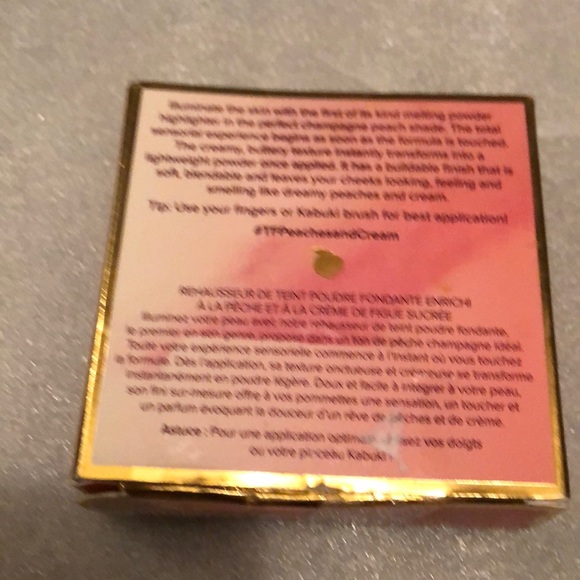 Illuminate the skin with the first of its kind melting powder
highlighter in the perfect champagne peach shade. The total
sensorial experience begins as soon as the formula is touched.
The creamy, buttery texture instantly transforms into a
lightweight powder once applied. It has a buildable finish that is
soft, blendable and leaves your cheeks looking, feeling and
smelling like dreamy peaches and cream.
Tip: Use your fingers or Kabuki brush for best application!
#TFPeachesandCream
REHAUSSEUR DE TEINT POUDRE FONDANTE ENRICHI
À LA PÊCHE ET À LA CRÈME DE FIGUE SUCRÉE
Illuminez votre peau avec notre rehausseur de teint poudre fondante,
le premier en son genre, dans un ton de pêche champagne idéal.
Toute votre expérience sensorielle commence à l'instant où vous touchez
la formule. Dès l'application, sa texture onctueuse et crémeuse se transforme
instantanément en poudre légère. Doux et facile à intégrer à votre peau,
son fini sur-mesure offre à vos pommettes une sensation, un toucher et
un parfum évoquant la douceur d'un rêve de pêches et de crème.
Astuce : Pour une application vos doigts
ou votre pinceau Kabuki